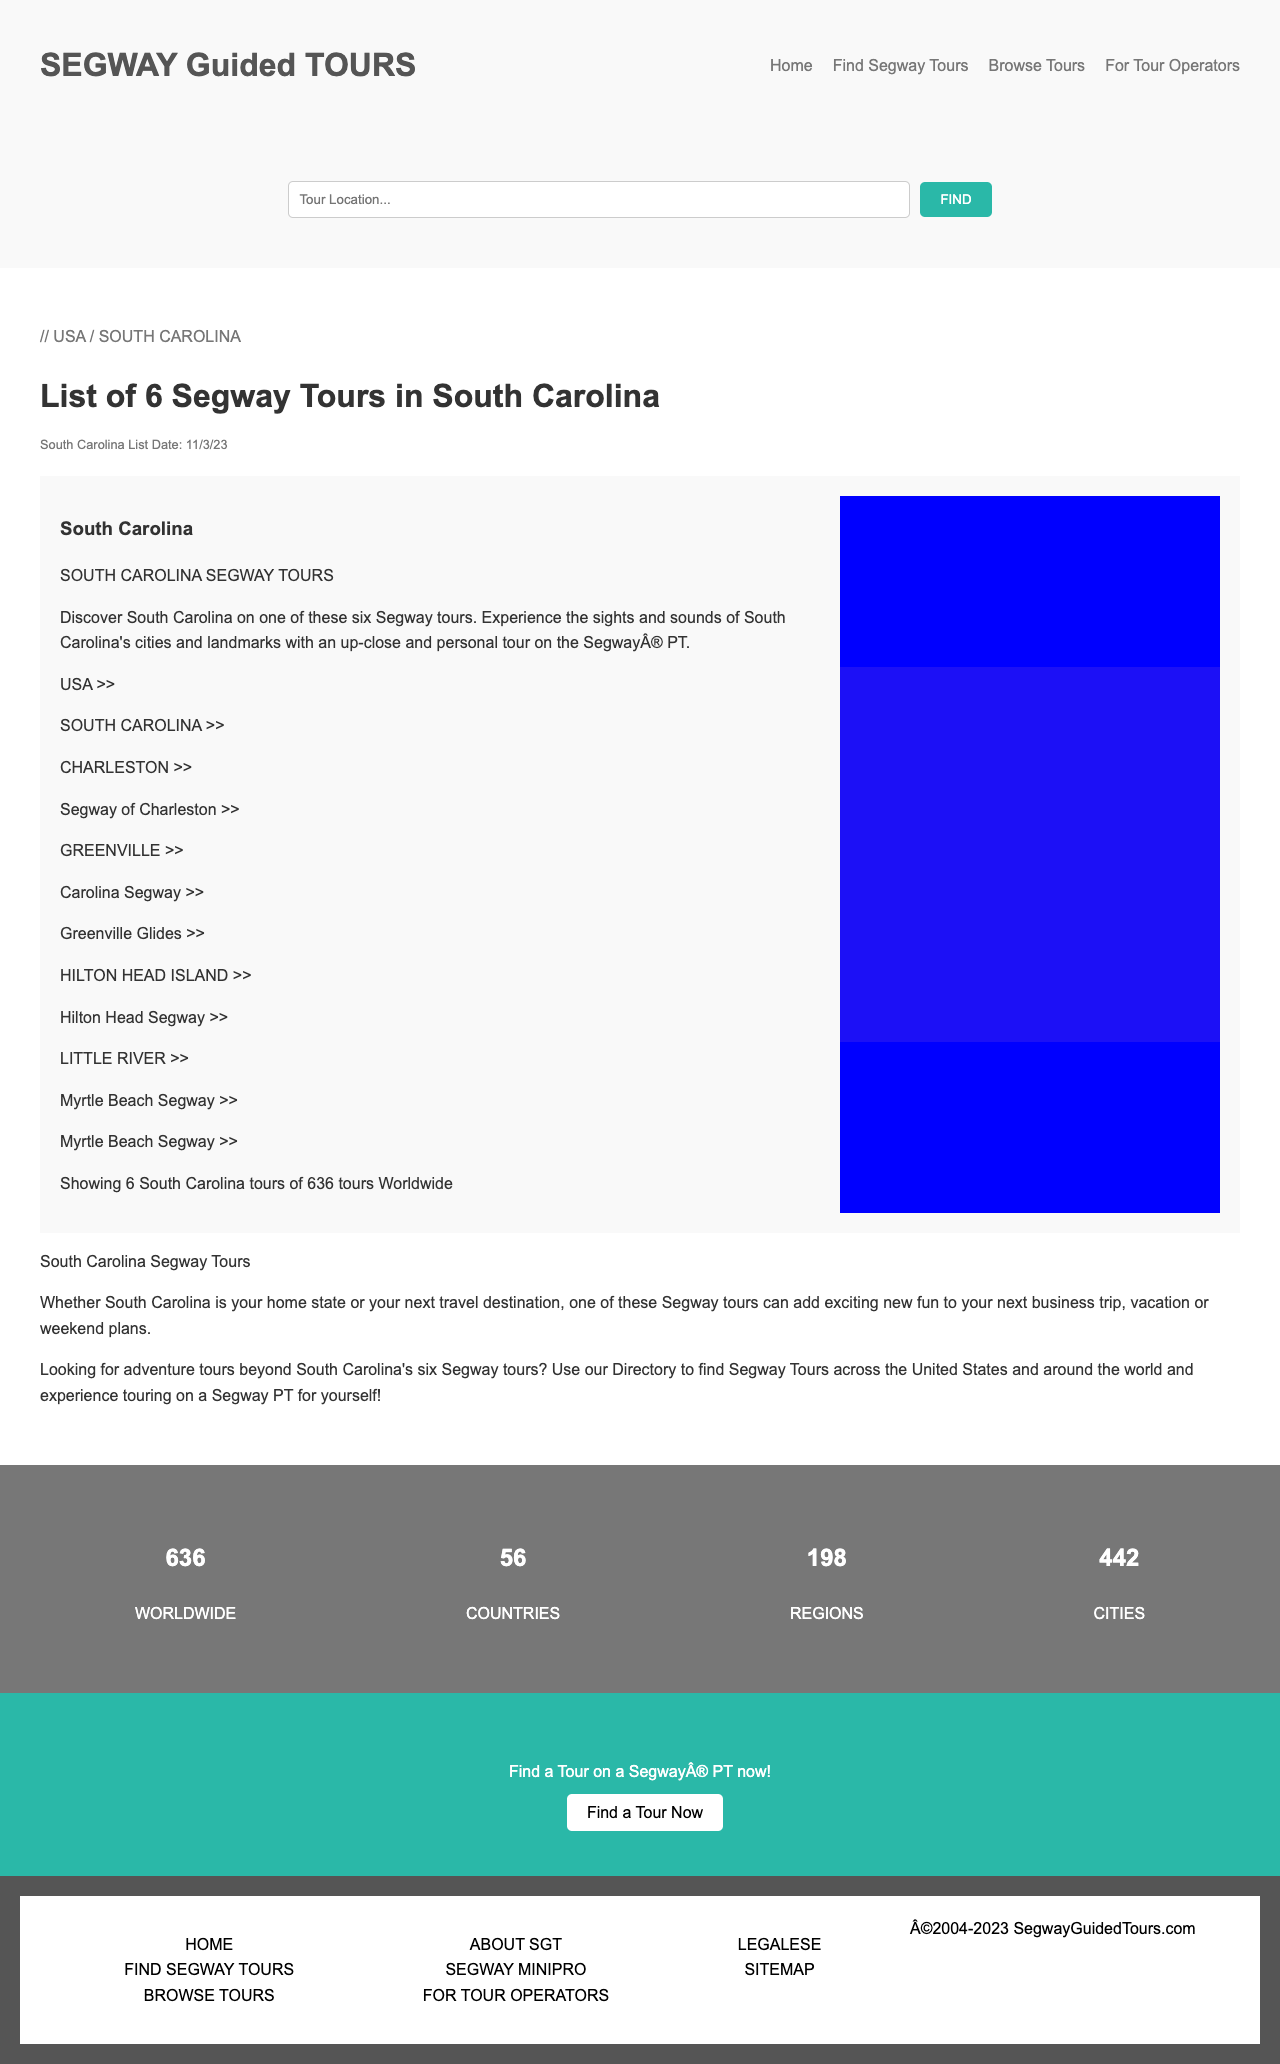 SEGWAY Guided TOURS
Home Find Segway Tours Browse Tours For Tour Operators
Tour Location...
FIND
// USA / SOUTH CAROLINA
List of 6 Segway Tours in South Carolina
South Carolina List Date: 11/3/23
South Carolina
SOUTH CAROLINA SEGWAY TOURS
Discover South Carolina on one of these six Segway tours. Experience the sights and sounds of South
Carolina's cities and landmarks with an up-close and personal tour on the SegwayÂ® PT.
USA >>
SOUTH CAROLINA >>
CHARLESTON >>
Segway of Charleston >>
GREENVILLE >>
Carolina Segway >>
Greenville Glides >>
HILTON HEAD ISLAND >>
Hilton Head Segway >>
LITTLE RIVER >>
Myrtle Beach Segway >>
Myrtle Beach Segway >>
Showing 6 South Carolina tours of 636 tours Worldwide
South Carolina Segway Tours
Whether South Carolina is your home state or your next travel destination, one of these Segway tours can add exciting new fun to your next business trip, vacation or
weekend plans.
Looking for adventure tours beyond South Carolina's six Segway tours? Use our Directory to find Segway Tours across the United States and around the world and
experience touring on a Segway PT for yourself!
636
WORLDWIDE
56
COUNTRIES
198
REGIONS
442
CITIES
Find a Tour on a SegwayÂ® PT now!
Find a Tour Now
HOME
FIND SEGWAY TOURS
BROWSE TOURS
ABOUT SGT
SEGWAY MINIPRO
FOR TOUR OPERATORS
LEGALESE
SITEMAP
Â©2004-2023 SegwayGuidedTours.com